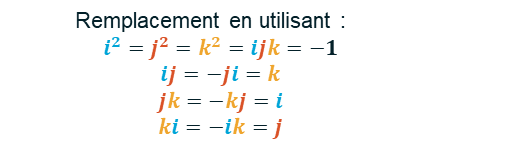 Remplacement en utilisant :
i² = j² = k² = ijk = −1
ij = −ji = k
jk = −kj = i
ki = −ik = j